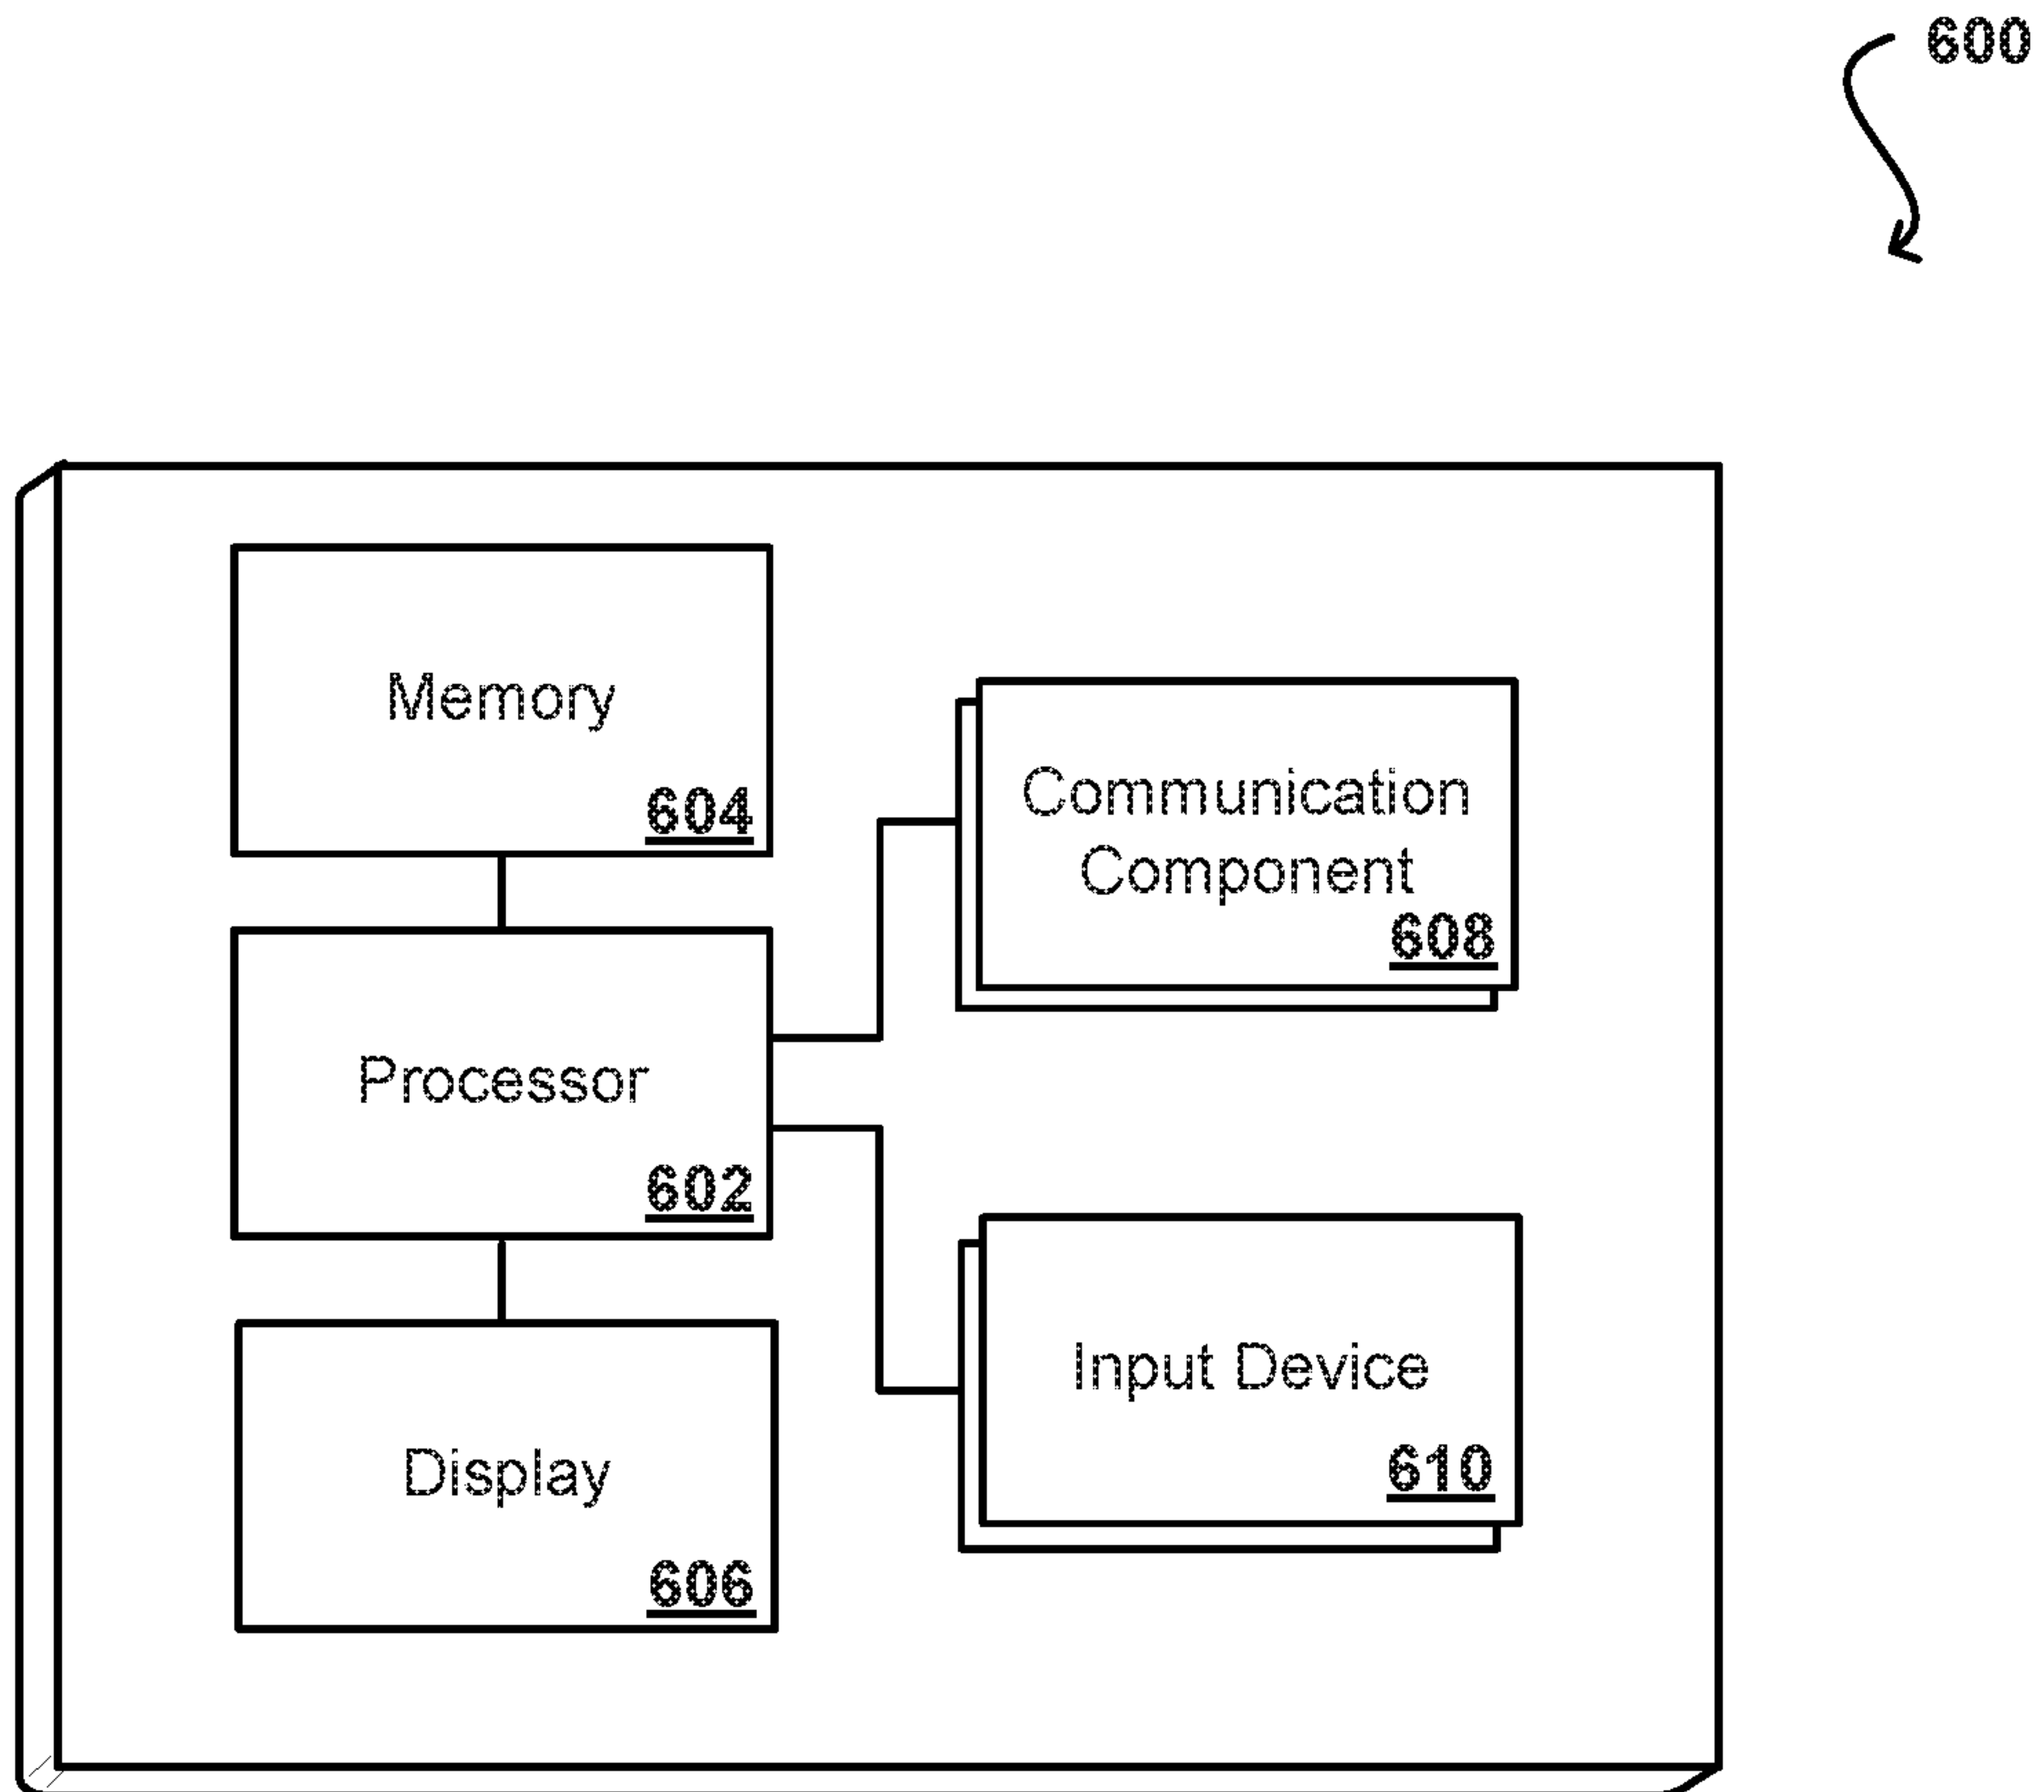 600
Memory
604
Communication
Component
608
Processor
602
Input Device
610
Display
606